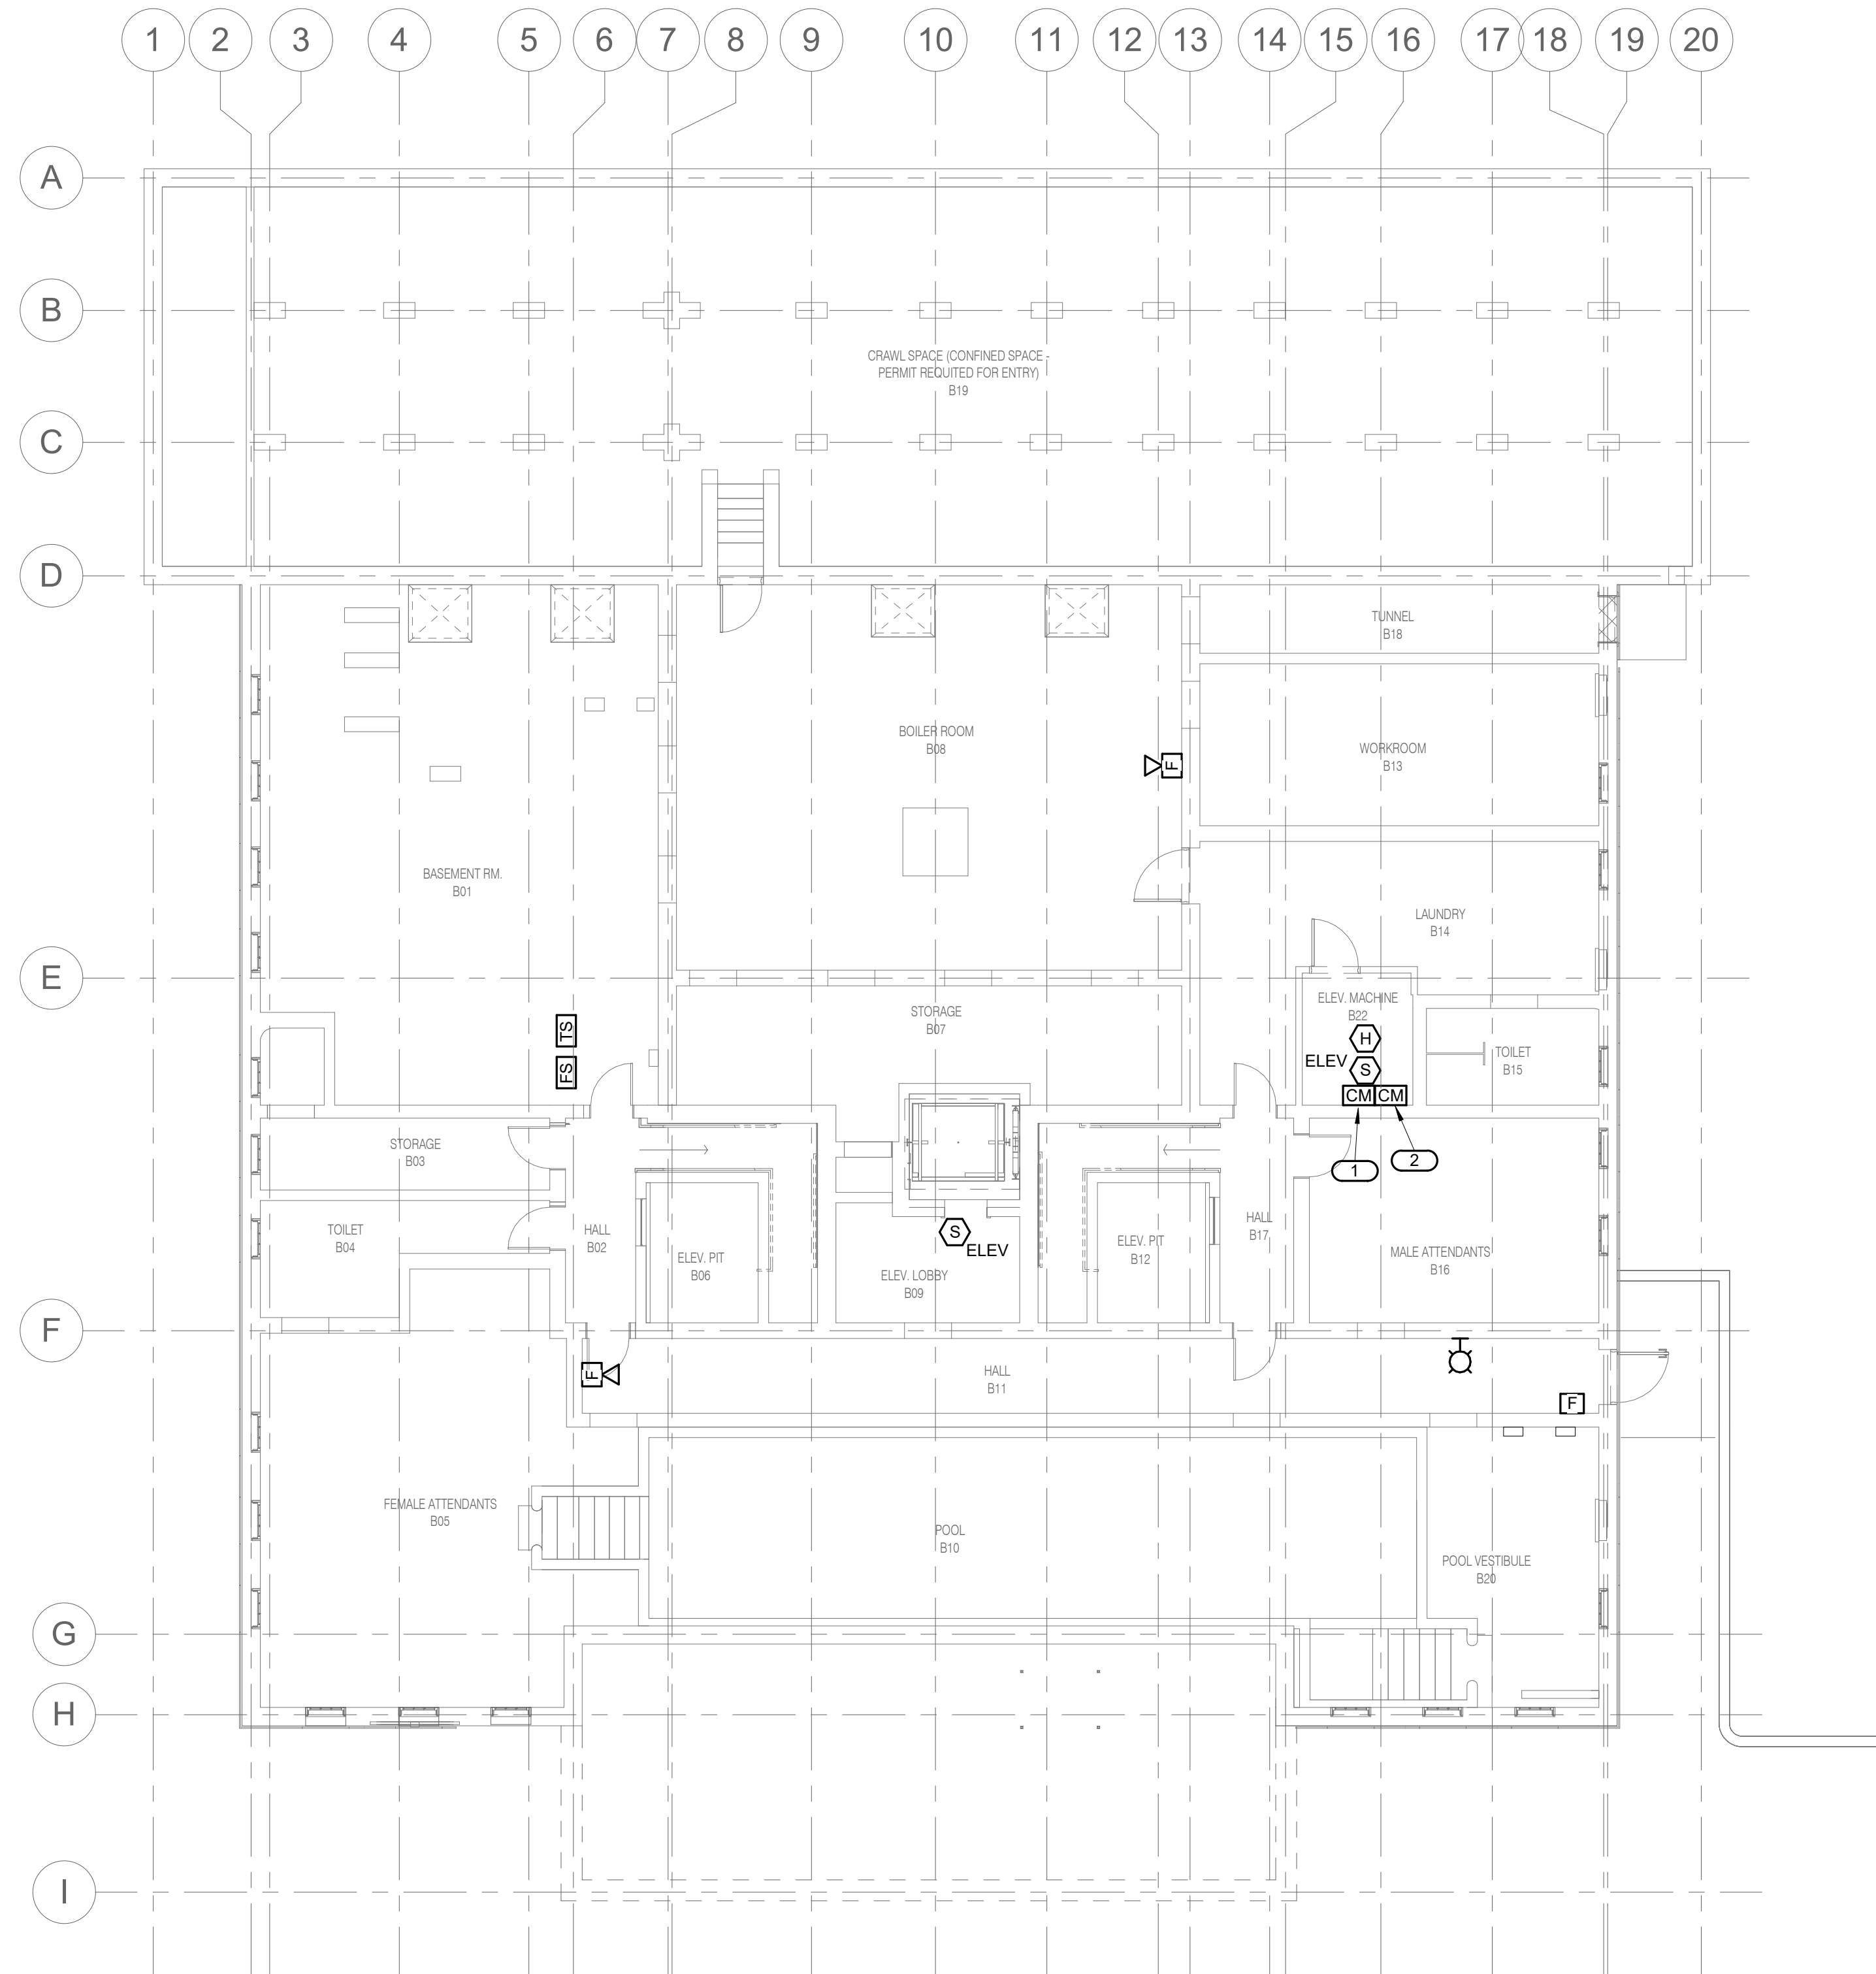 1 2 3 4 5 6 7 8 9 10 11 12 13 14 15 16 17 18 19 20
A
B
CRAWL SPACE (CONFINED SPACE -
PERMIT REQUITED FOR ENTRY)
B19
C
D
TUNNEL
B18
BOILER ROOM
B08
WORKROOM
B13
F
BASEMENT RM.
B01
LAUNDRY
B14
E
ELEV. MACHINE
B22
STORAGE
B07
TS
FS
H
ELEV
S
CM CM
TOILET
B15
1
2
STORAGE
B03
TOILET
B04
HALL
B02
ELEV. PIT
B06
S
ELEV
ELEV. LOBBY
B09
ELEV. PIT
B12
HALL
B17
MALE ATTENDANTS
B16
F
F
HALL
B11
F
FEMALE ATTENDANTS
B05
POOL
B10
POOL VESTIBULE
B20
G
H
I